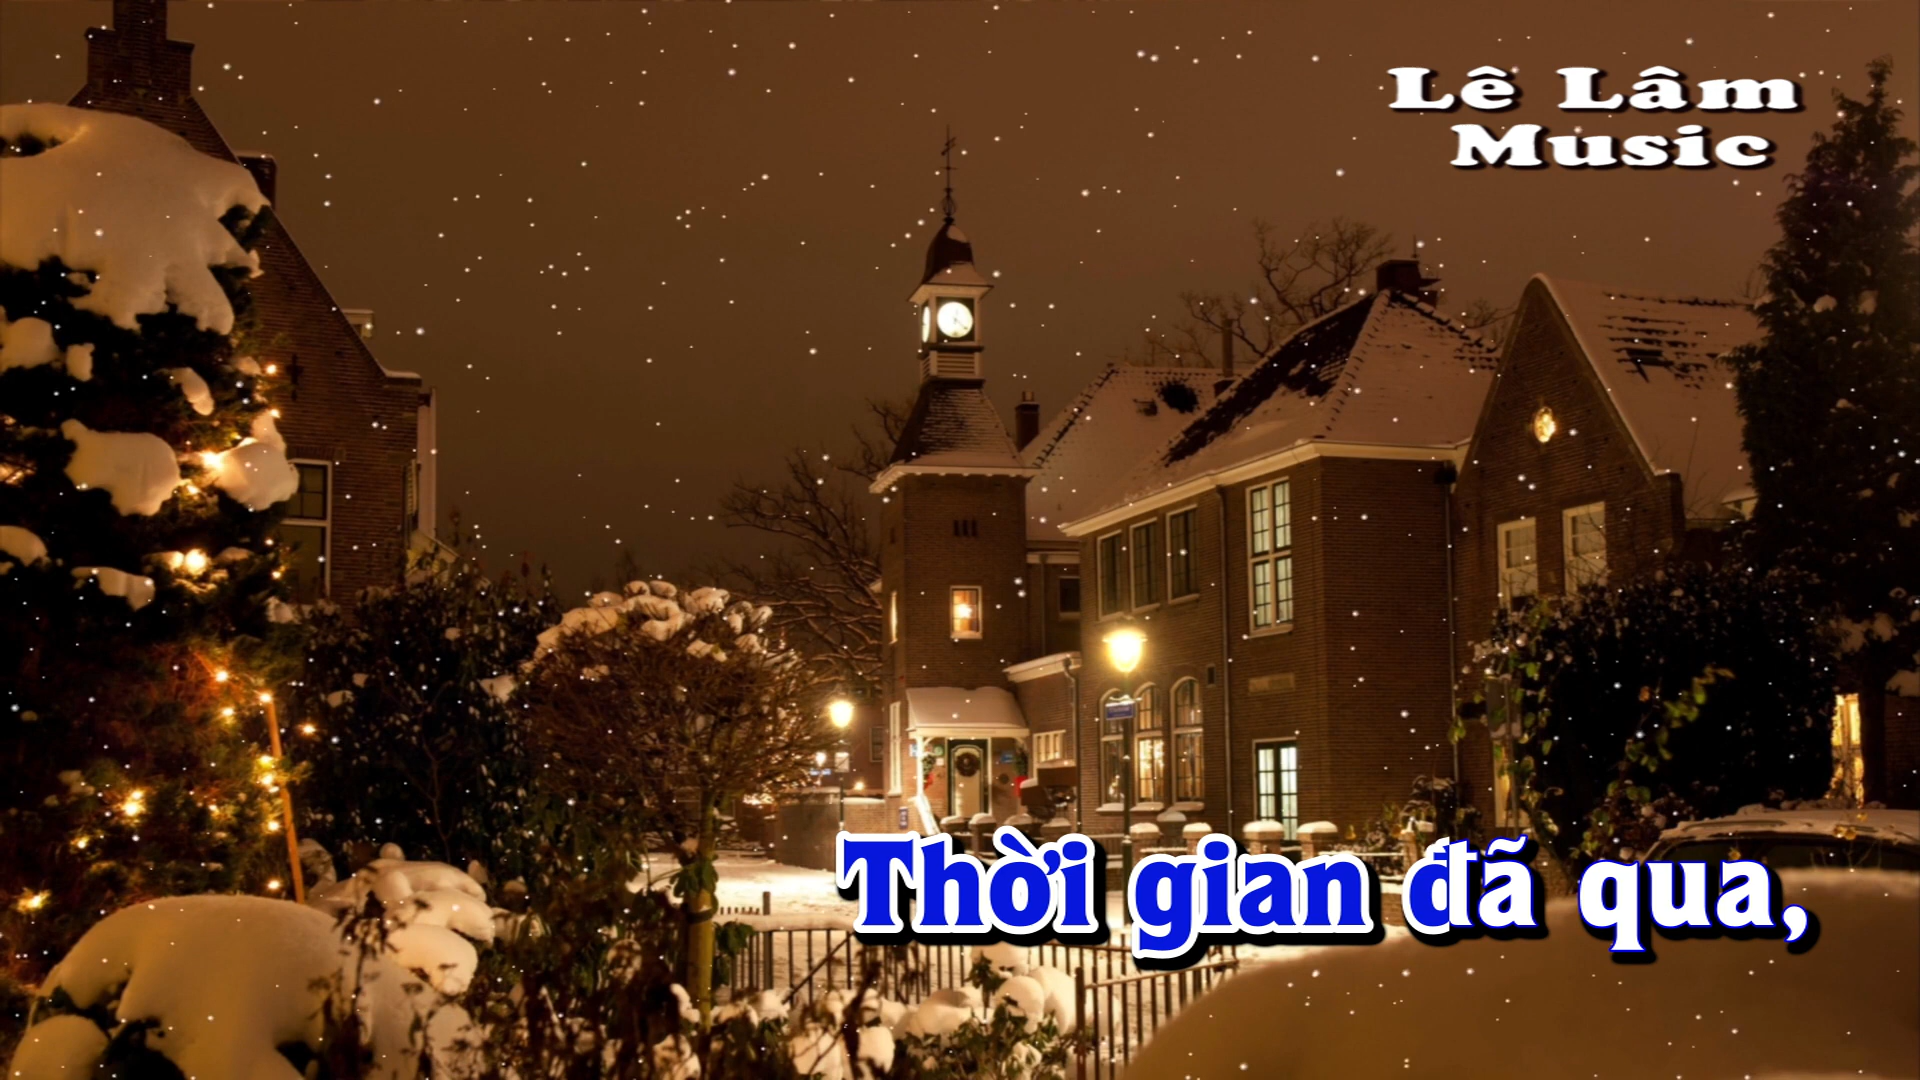 Lê Lâm
Music
Thời gian đã qua,